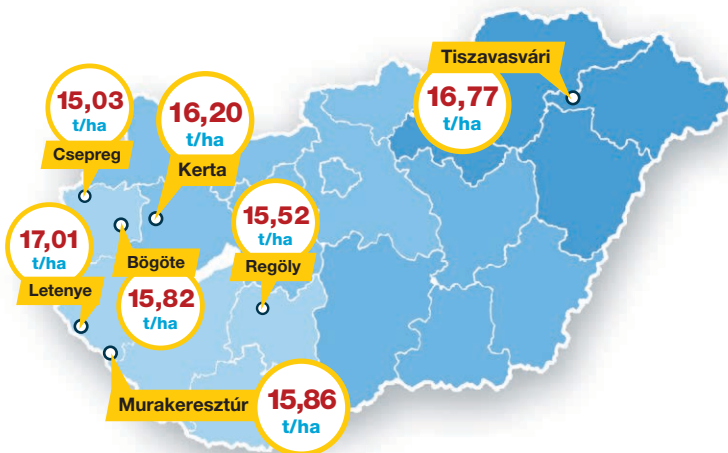 Tiszavasvári
16,77
t/ha
15,03
t/ha
Csepreg
16,20
t/ha
Kerta
17,01
t/ha
Letenye
Bögöte
15,82
t/ha
15,52
t/ha
Regöly
Murakeresztúr
15,86
t/ha